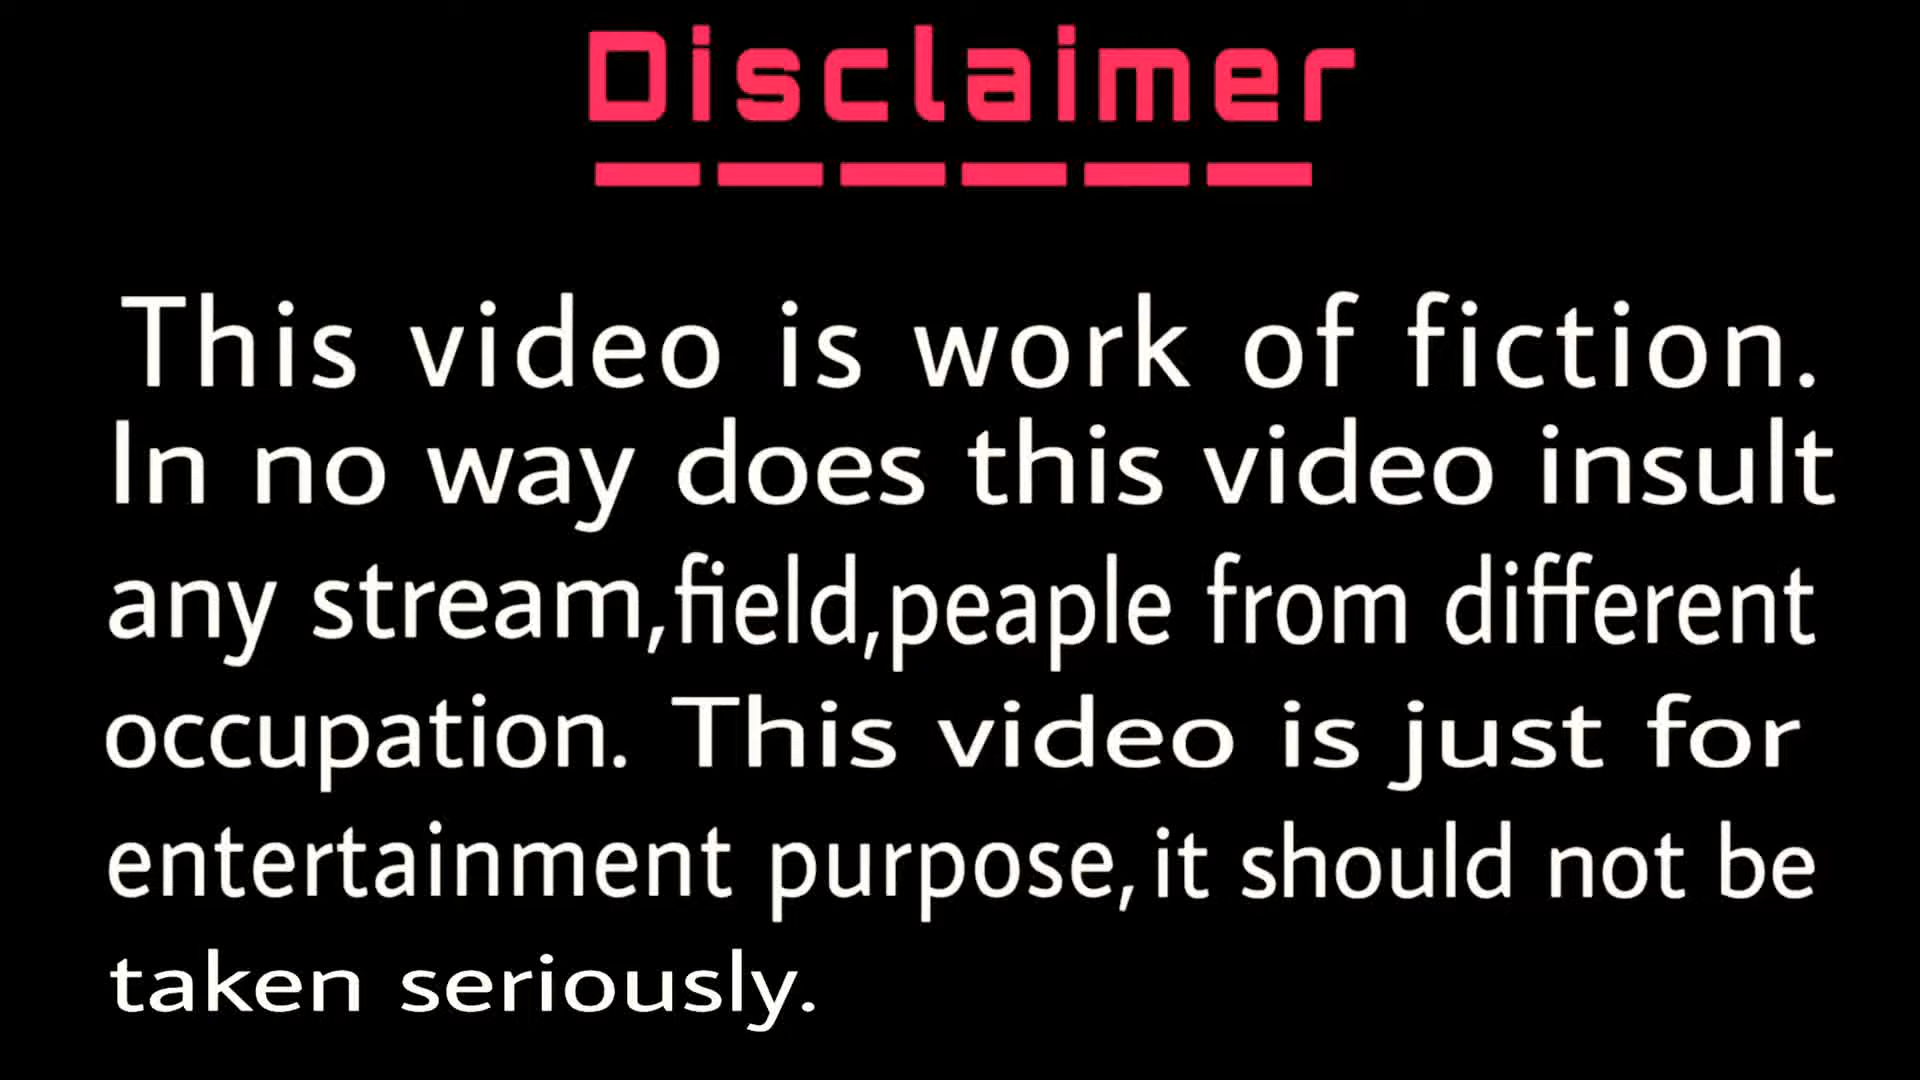 Disclaimer
This video is work of fiction.
In no way does this video insult
any stream,field,peaple from different
occupation. This video is just for
entertainment purpose,it should not be
taken seriously.